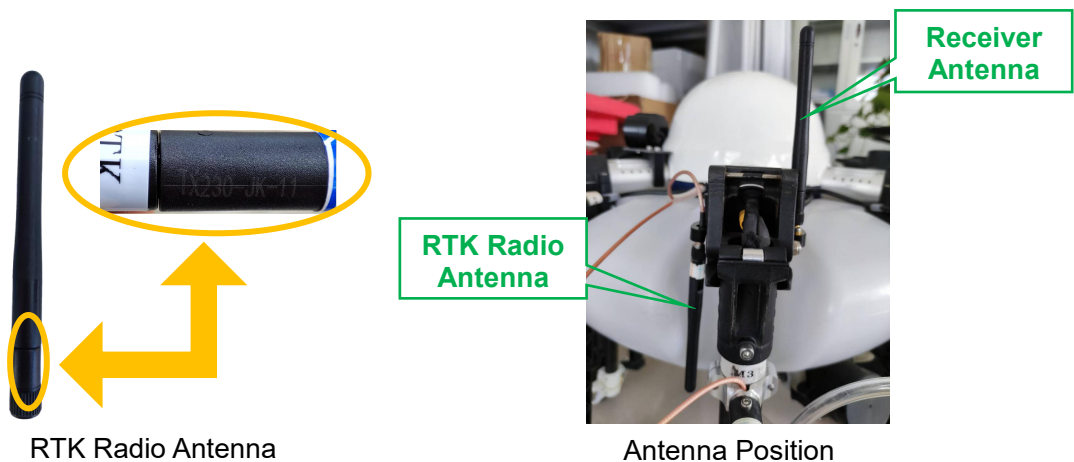 RTK
TX230-JK-11
RTK Radio Antenna
Receiver
Antenna
RTK Radio
Antenna
M3
Antenna Position